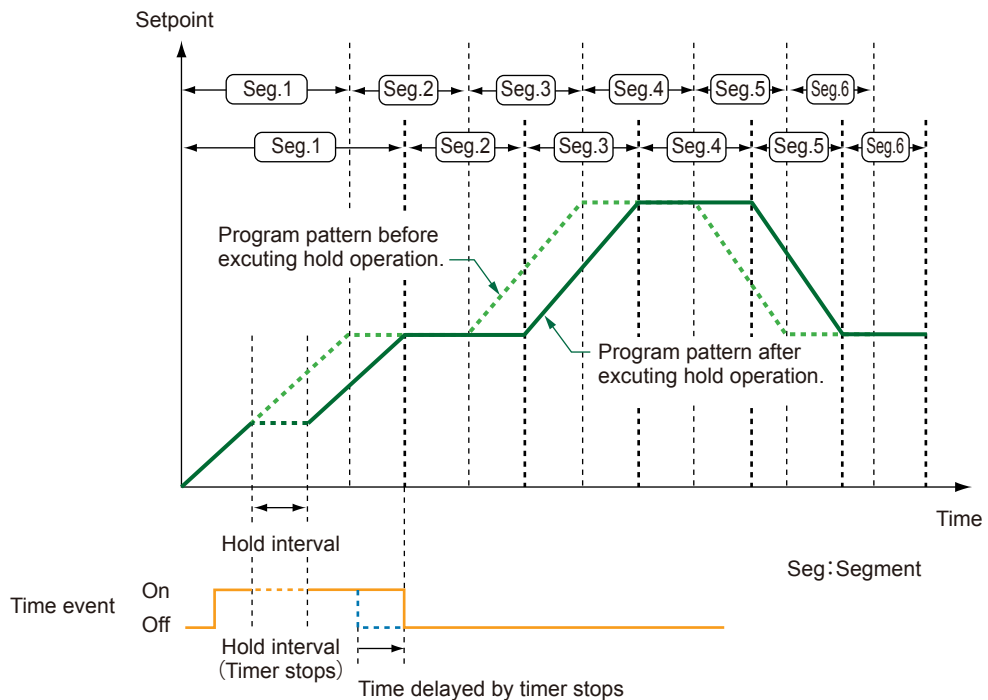 Setpoint
Seg.1 Seg.2 Seg.3 Seg.4 Seg.5 Seg.6
Seg.1 Seg.2 Seg.3 Seg.4 Seg.5 Seg.6
Program pattern before
excuting hold operation.
Program pattern after
excuting hold operation.
Time
Hold interval
Seg:Segment
Time event
On
Off
Hold interval
(Timer stops)
Time delayed by timer stops